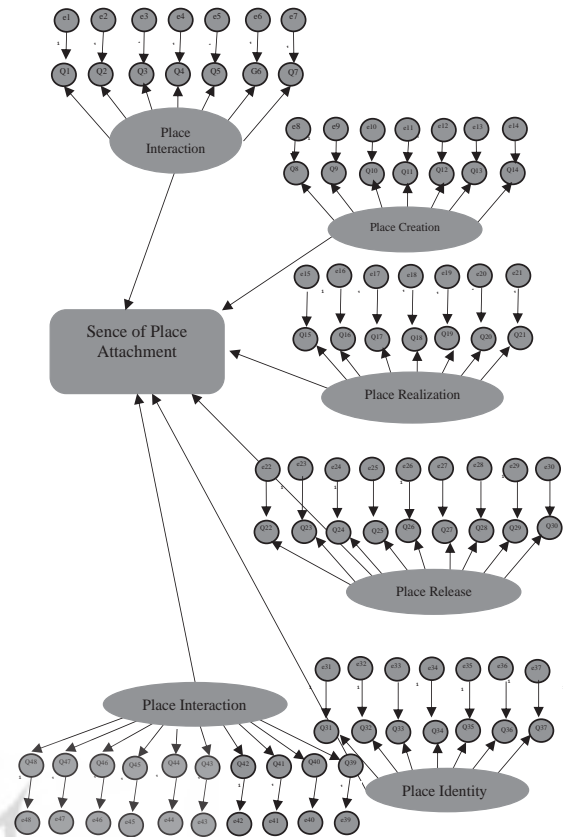 e1 e2 e3 e4 e5 e6 e7
Q1 Q2 Q3 Q4 Q5 G6 Q7
Place
Interaction
e8 e9 e10 e11 e12 e13 e14
Q8 Q9 Q10 Q11 Q12 Q13 Q14
Place Creation
e15 e16 e17 e18 e19 e20 e21
Q15 Q16 Q17 Q18 Q19 Q20 Q21
Sence of Place
Attachment
Place Realization
e22 e23 e24 e25 e26 e27 e28 e29 e30
Q22 Q23 Q24 Q25 Q26 Q27 Q28 Q29 Q30
Place Release
e31 e32 e33 e34 e35 e36 e37
Q31 Q32 Q33 Q34 Q35 Q36 Q37
Place Interaction
Q48 Q47 Q46 Q45 Q44 Q43 Q42 Q41 Q40 Q39
Place Identity
e48 e47 e46 e45 e44 e43 e42 e41 e40 e39